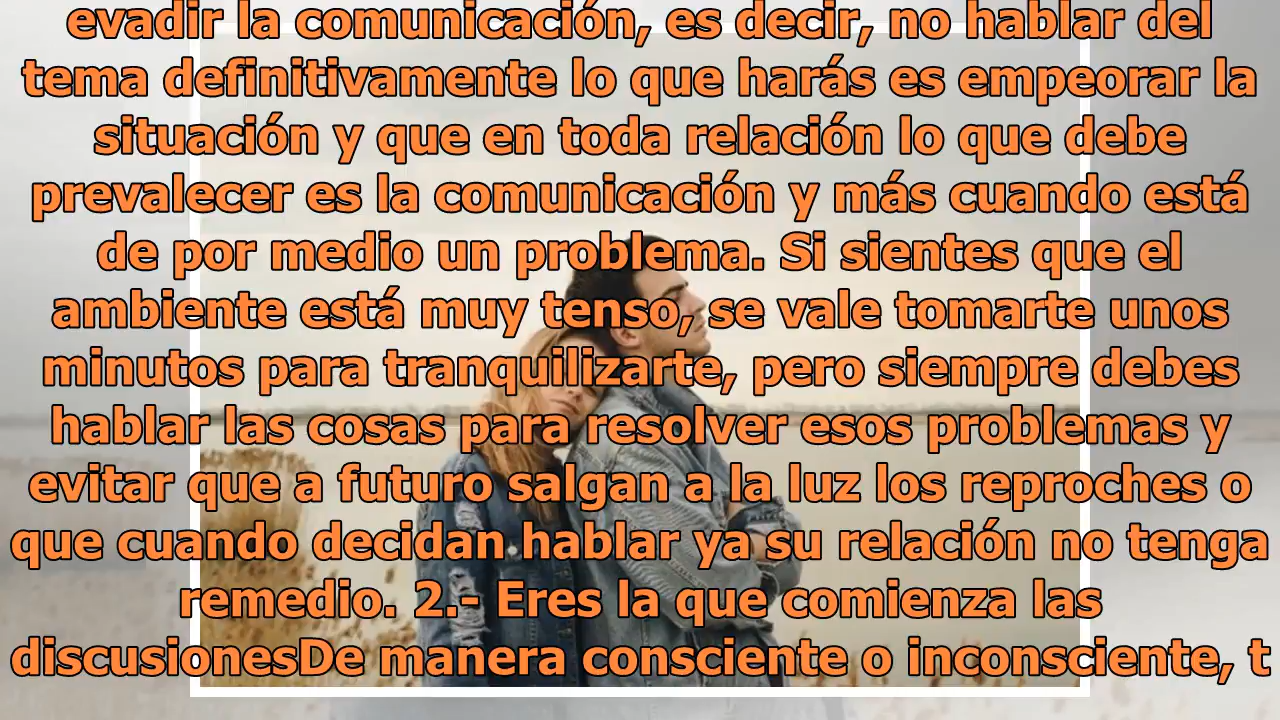 evadir la comunicación, es decir, no hablar del
tema definitivamente lo que harás es empeorar la
situación y que en toda relación lo que debe
prevalecer es la comunicación y más cuando está
de por medio un problema. Si sientes que el
ambiente está muy tenso, se vale tomarte unos
minutos para tranquilizarte, pero siempre debes
hablar las cosas para resolver esos problemas y
evitar que a futuro salgan a la luz los reproches o
que cuando decidan hablar ya su relación no tenga
remedio. 2.- Eres la que comienza las
discusionesDe manera consciente o inconsciente, t